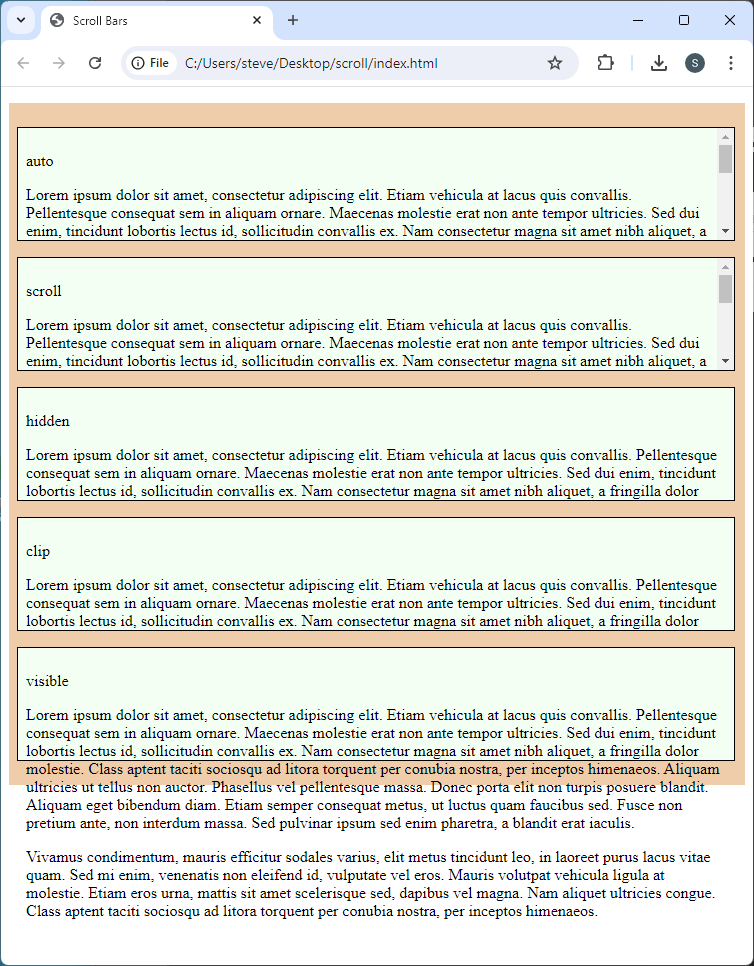 Scroll Bars
File
C:/Users/steve/Desktop/scroll/index.html
S
auto
Lorem ipsum dolor sit amet, consectetur adipiscing elit. Etiam vehicula at lacus quis convallis.
Pellentesque consequat sem in aliquam ornare. Maecenas molestie erat non ante tempor ultricies. Sed dui
enim, tincidunt lobortis lectus id, sollicitudin convallis ex. Nam consectetur magna sit amet nibh aliquet, a
scroll
Lorem ipsum dolor sit amet, consectetur adipiscing elit. Etiam vehicula at lacus quis convallis.
Pellentesque consequat sem in aliquam ornare. Maecenas molestie erat non ante tempor ultricies. Sed dui
enim, tincidunt lobortis lectus id, sollicitudin convallis ex. Nam consectetur magna sit amet nibh aliquet, a
hidden
Lorem ipsum dolor sit amet, consectetur adipiscing elit. Etiam vehicula at lacus quis convallis. Pellentesque
consequat sem in aliquam ornare. Maecenas molestie erat non ante tempor ultricies. Sed dui enim, tincidunt
lobortis lectus id, sollicitudin convallis ex. Nam consectetur magna sit amet nibh aliquet, a fringilla dolor
clip
Lorem ipsum dolor sit amet, consectetur adipiscing elit. Etiam vehicula at lacus quis convallis. Pellentesque
consequat sem in aliquam ornare. Maecenas molestie erat non ante tempor ultricies. Sed dui enim, tincidunt
lobortis lectus id, sollicitudin convallis ex. Nam consectetur magna sit amet nibh aliquet, a fringilla dolor
visible
Lorem ipsum dolor sit amet, consectetur adipiscing elit. Etiam vehicula at lacus quis convallis. Pellentesque
consequat sem in aliquam ornare. Maecenas molestie erat non ante tempor ultricies. Sed dui enim, tincidunt
lobortis lectus id, sollicitudin convallis ex. Nam consectetur magna sit amet nibh aliquet, a fringilla dolor
molestie. Class aptent taciti sociosqu ad litora torquent per conubia nostra, per inceptos himenaeos. Aliquam
ultricies ut tellus non auctor. Phasellus vel pellentesque massa. Donec porta elit non turpis posuere blandit.
Aliquam eget bibendum diam. Etiam semper consequat metus, ut luctus quam faucibus sed. Fusce non
pretium ante, non interdum massa. Sed pulvinar ipsum sed enim pharetra, a blandit erat iaculis.
Vivamus condimentum, mauris efficitur sodales varius, elit metus tincidunt leo, in laoreet purus lacus vitae
quam. Sed mi enim, venenatis non eleifend id, vulputate vel eros. Mauris volutpat vehicula ligula at
molestie. Etiam eros urna, mattis sit amet scelerisque sed, dapibus vel magna. Nam aliquet ultricies congue.
Class aptent taciti sociosqu ad litora torquent per conubia nostra, per inceptos himenaeos.